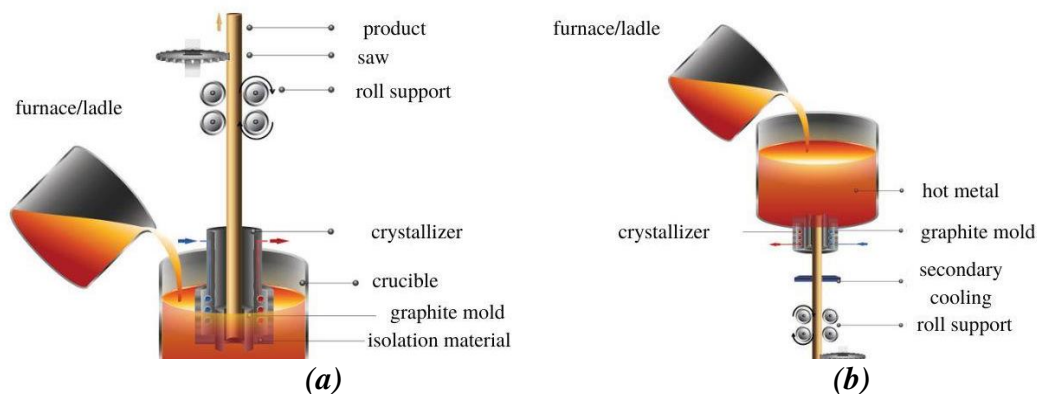 product
saw
roll support
furnace/ladle
crystallizer
crucible
graphite mold
isolation material
(a)
furnace/ladle
hot metal
crystallizer
graphite mold
secondary
cooling
roll support
(b)